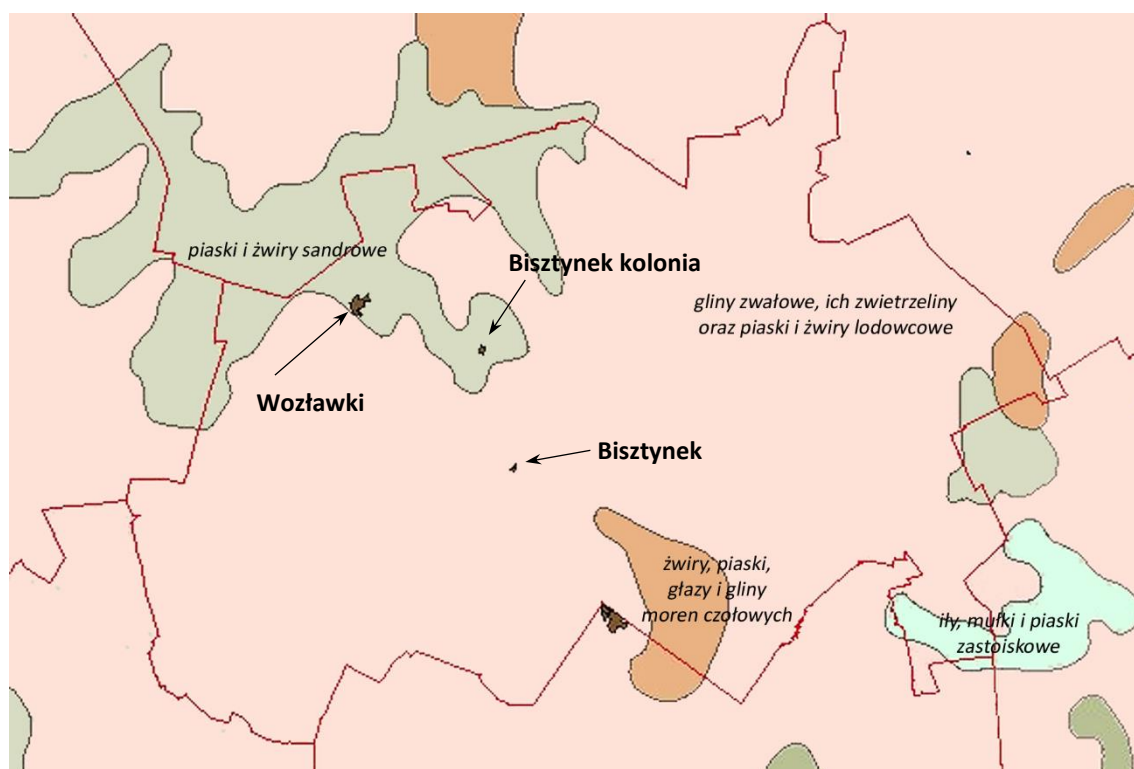 piaski i żwiry sandrowe
Bisztynek kolonia
gliny zwałowe, ich zwietrzeliny
oraz piaski i żwiry lodowcowe
Wozławki
Bisztynek
żwiry, piaski,
głazy i gliny
moren czołowych
iły, mułki i piaski
zastoiskowe